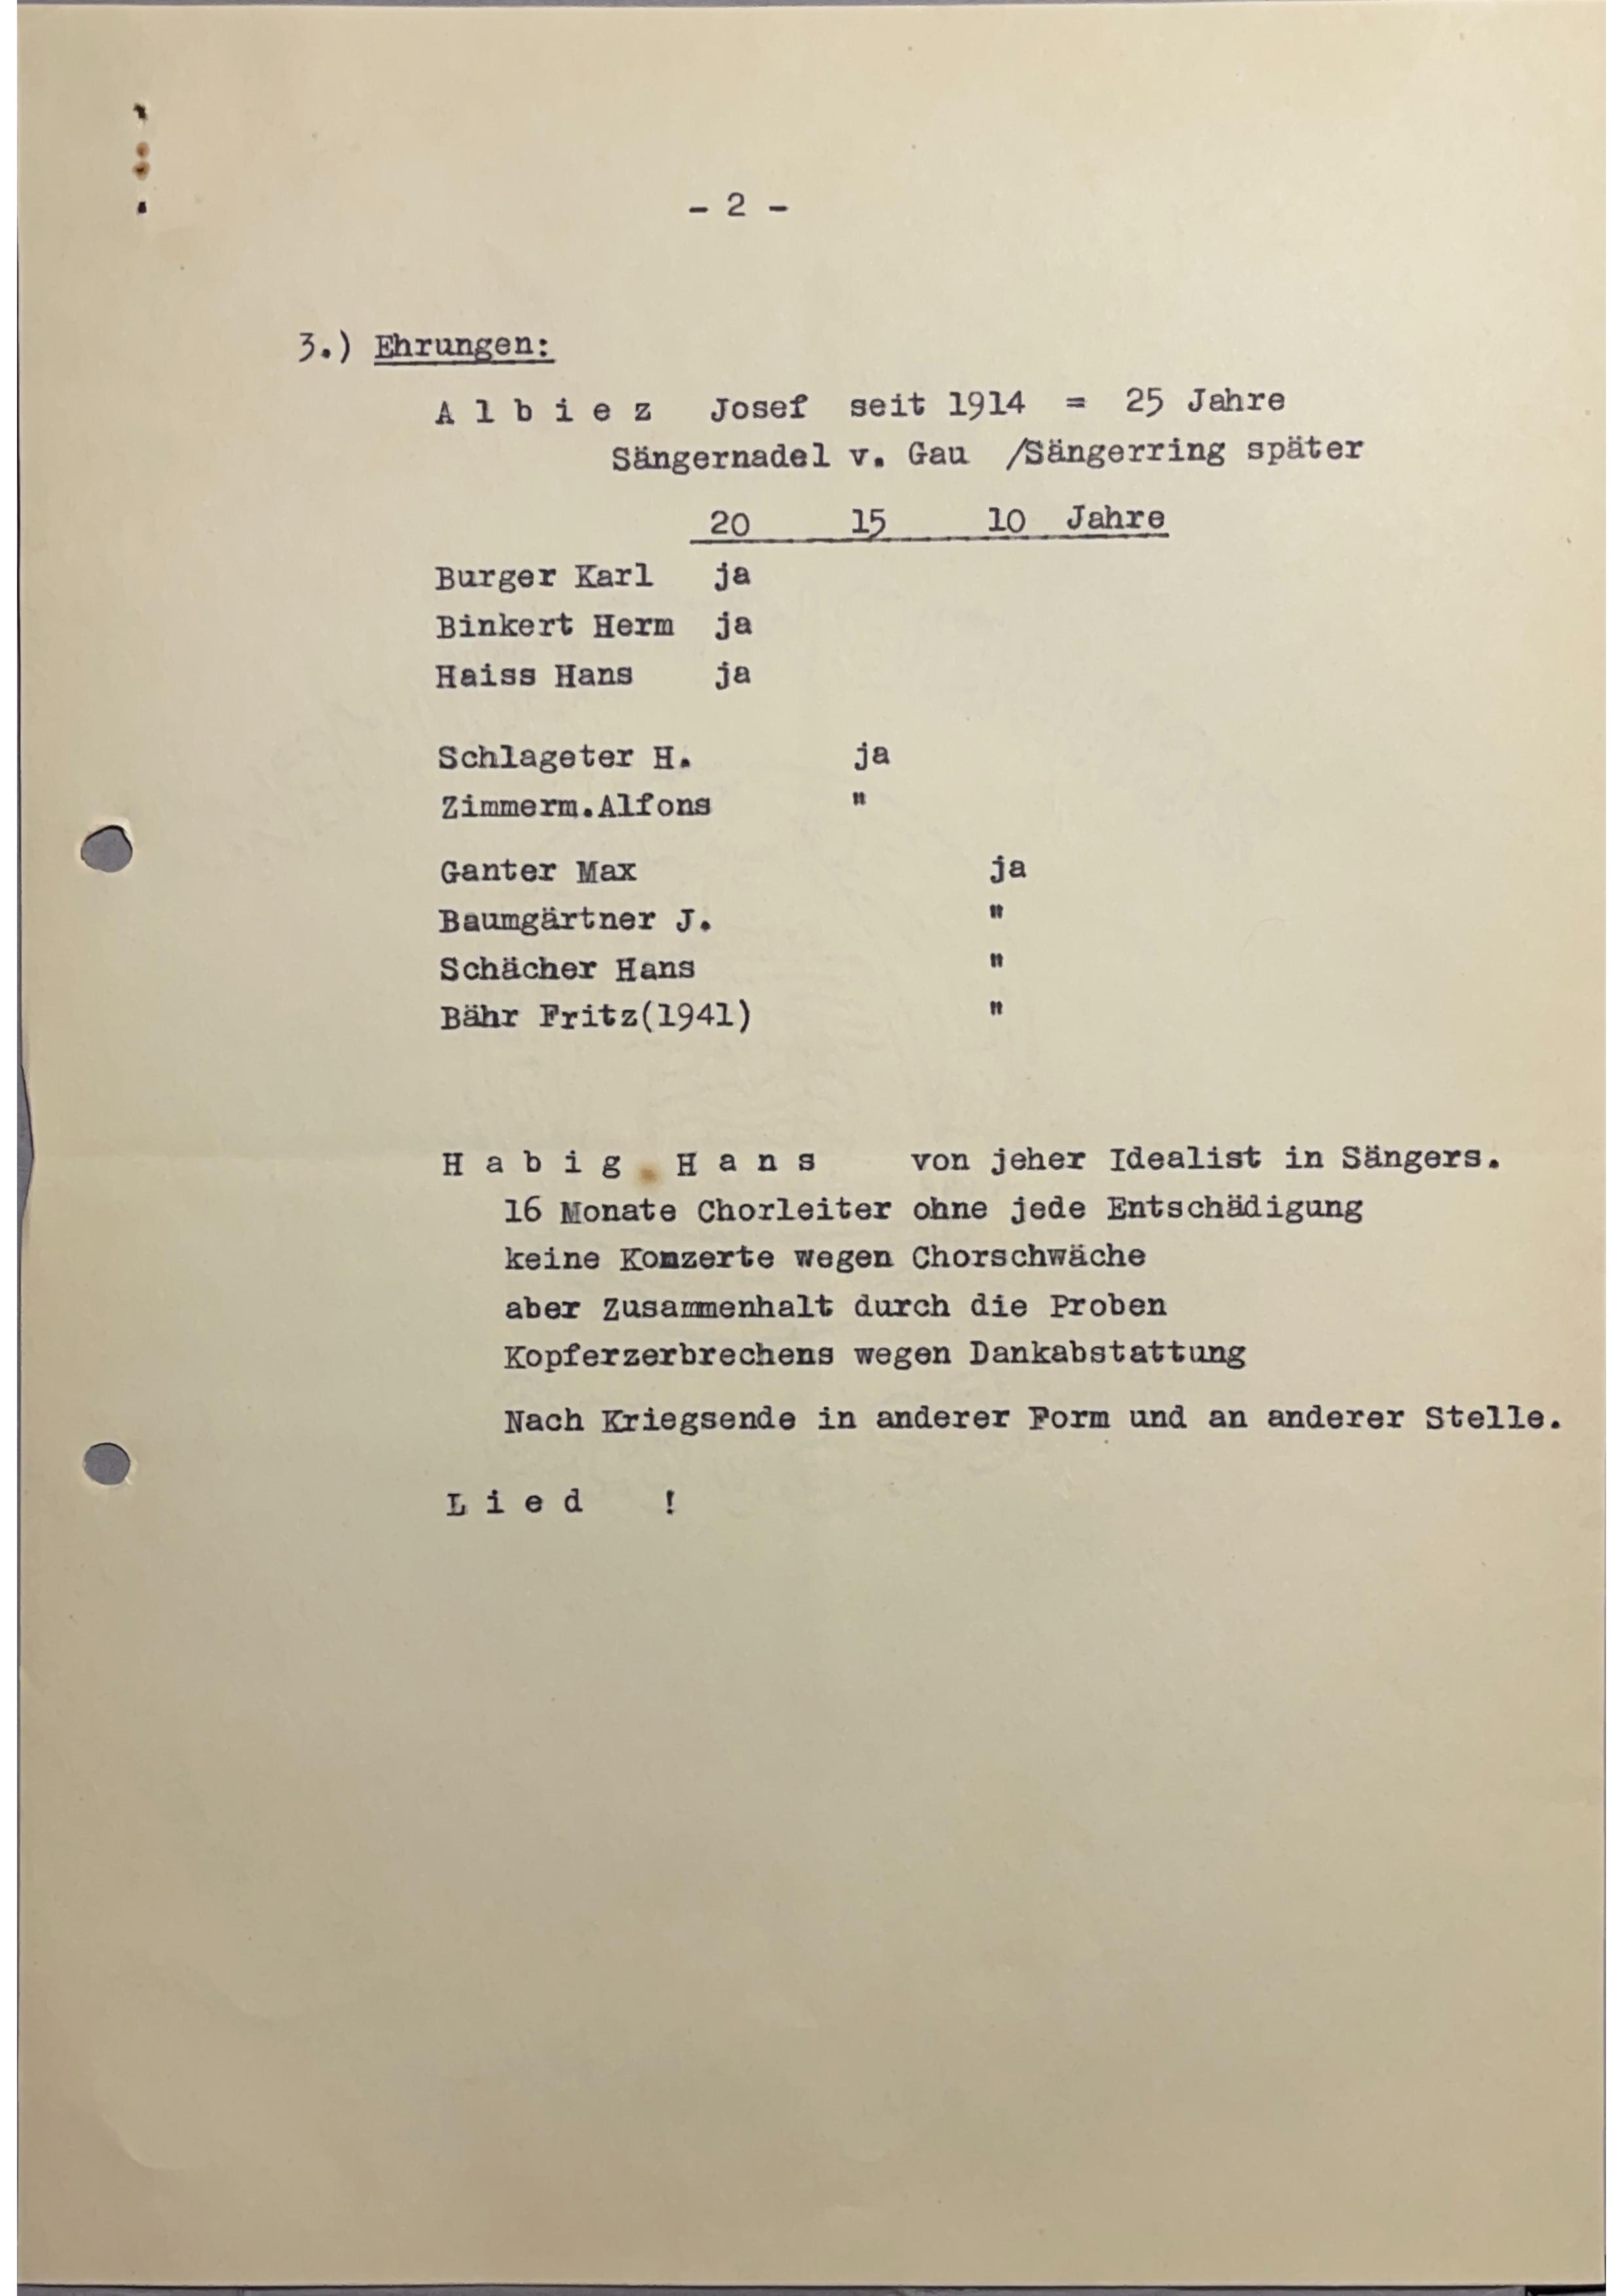 - 2 -
3.) Ehrungen:
A l b i e z Josef seit 1914 = 25 Jahre
Sängernadel v. Gau /Sängerring später
20 15 10 Jahre
Burger Karl ja
Binkert Herm ja
Haiss Hans ja
Schlageter H. ja
Zimmerm.Alfons "
Ganter Max ja
Baumgärtner J. "
Schächer Hans "
Bähr Fritz(1941) "
H a b i g H a n s von jeher Idealist in Sängers.
16 Monate Chorleiter ohne jede Entschädigung
keine Konzerte wegen Chorschwäche
aber Zusammenhalt durch die Proben
Kopferzerbrechens wegen Dankabstattung
Nach Kriegsende in anderer Form und an anderer Stelle.
L i e d !